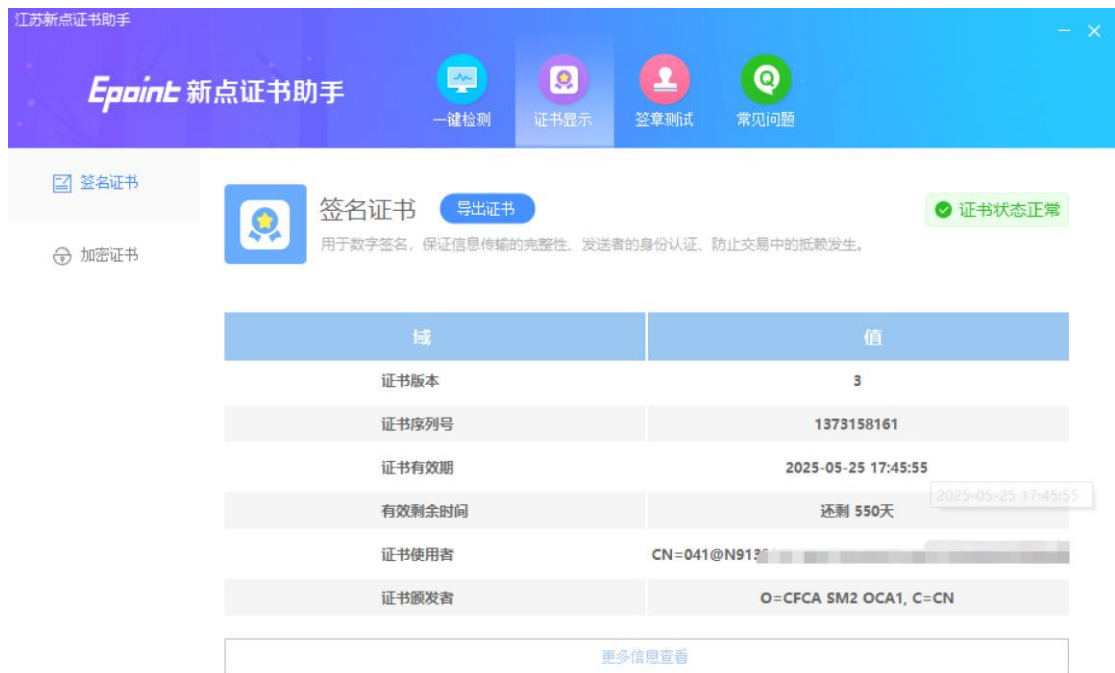 江苏新点证书助手
Epoint 新点证书助手
一键检测
证书显示
签章测试
常见问题
签名证书
加密证书
签名证书
导出证书
证书状态正常
用于数字签名，保证信息传输的完整性、发送者的身份认证、防止交易中的抵赖发生。
域 值
证书版本 3
证书序列号 1373158161
证书有效期 2025-05-25 17:45:55
2025-05-25 17:45:55
有效剩余时间 还剩 550天
证书使用者 CN=041@N913
证书颁发者 O=CFCA SM2 OCA1, C=CN
更多信息查看